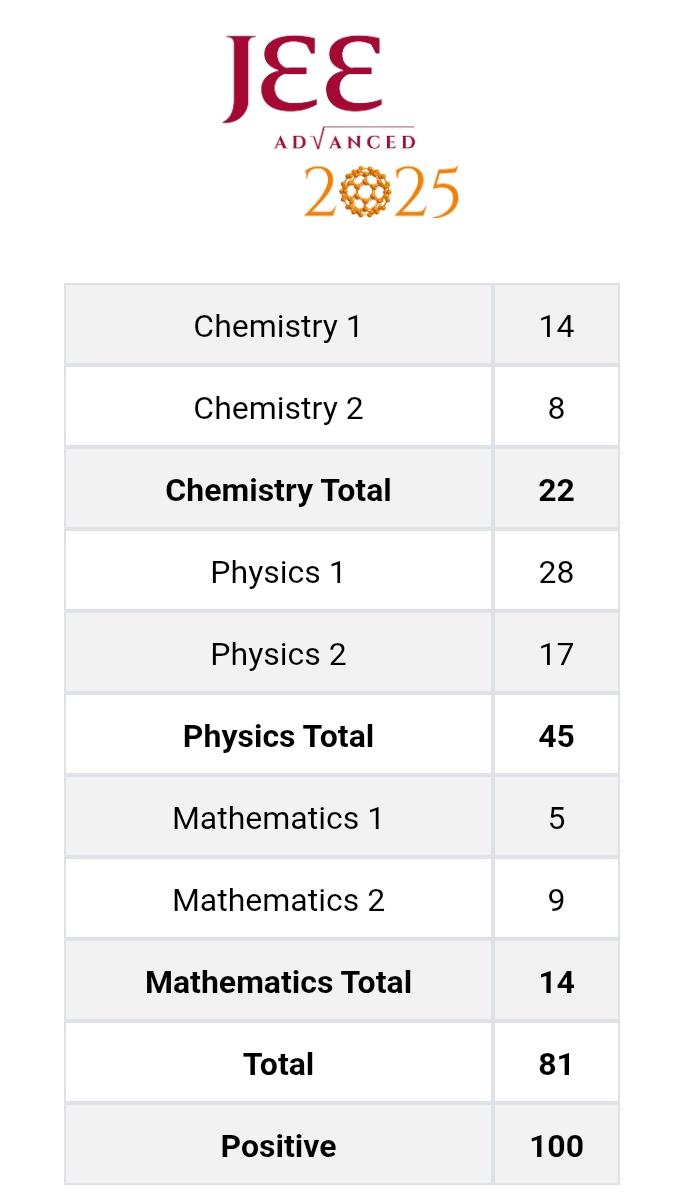 JEE
ADVANCED
2025
Chemistry 1 14
Chemistry 2 8
Chemistry Total 22
Physics 1 28
Physics 2 17
Physics Total 45
Mathematics 1 5
Mathematics 2 9
Mathematics Total 14
Total 81
Positive 100